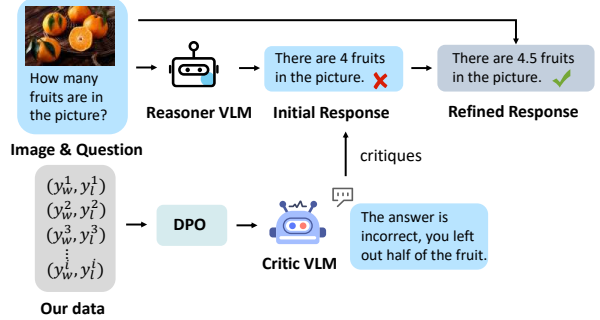 How many
fruits are in
the picture?
Image & Question
Reasoner VLM
There are 4 fruits
in the picture.
Initial Response
There are 4.5 fruits
in the picture.
Refined Response
critiques
(y_w^1, y_l^1)
(y_w^2, y_l^2)
(y_w^3, y_l^3)
⋮
(y_w^i, y_l^i)
Our data
DPO
Critic VLM
The answer is
incorrect, you left
out half of the fruit.